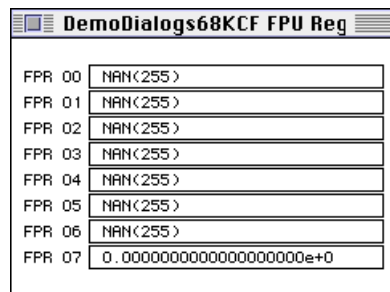 DemoDialogs68KCF FPU Reg
FPR 00 NAN(255)
FPR 01 NAN(255)
FPR 02 NAN(255)
FPR 03 NAN(255)
FPR 04 NAN(255)
FPR 05 NAN(255)
FPR 06 NAN(255)
FPR 07 0.0000000000000000000e+0